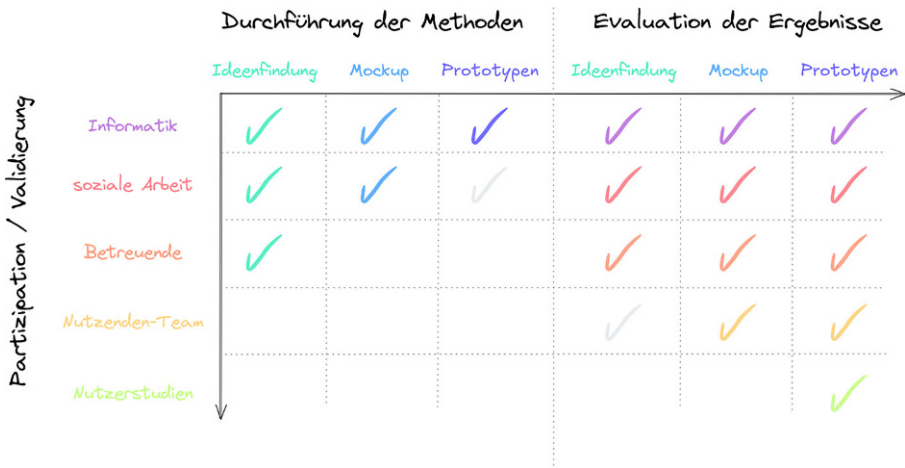 Durchführung der Methoden
Evaluation der Ergebnisse
Ideenfindung
Mockup
Prototypen
Ideenfindung
Mockup
Prototypen
Partizipation / Validierung
Informatik
soziale Arbeit
Betreuende
Nutzenden-Team
Nutzerstudien